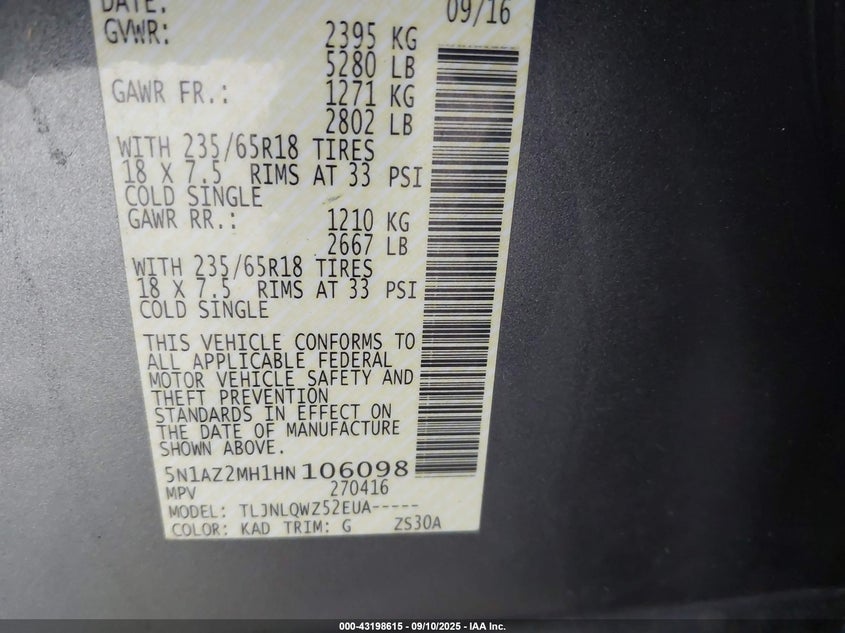 DATE: 09/16
GVWR: 2395 KG
5280 LB
GAWR FR.: 1271 KG
2802 LB
WITH 235/65R18 TIRES
18 X 7.5 RIMS AT 33 PSI
COLD SINGLE
GAWR RR.: 1210 KG
2667 LB
WITH 235/65R18 TIRES
18 X 7.5 RIMS AT 33 PSI
COLD SINGLE
THIS VEHICLE CONFORMS TO
ALL APPLICABLE FEDERAL
MOTOR VEHICLE SAFETY AND
THEFT PREVENTION
STANDARDS IN EFFECT ON
THE DATE OF MANUFACTURE
SHOWN ABOVE.
5N1AZ2MH1HN106098
MPV 270416
MODEL: TLJNLQWZ52EUA-----
COLOR: KAD TRIM: G ZS30A
000-43198615 - 09/10/2025 - IAA Inc.